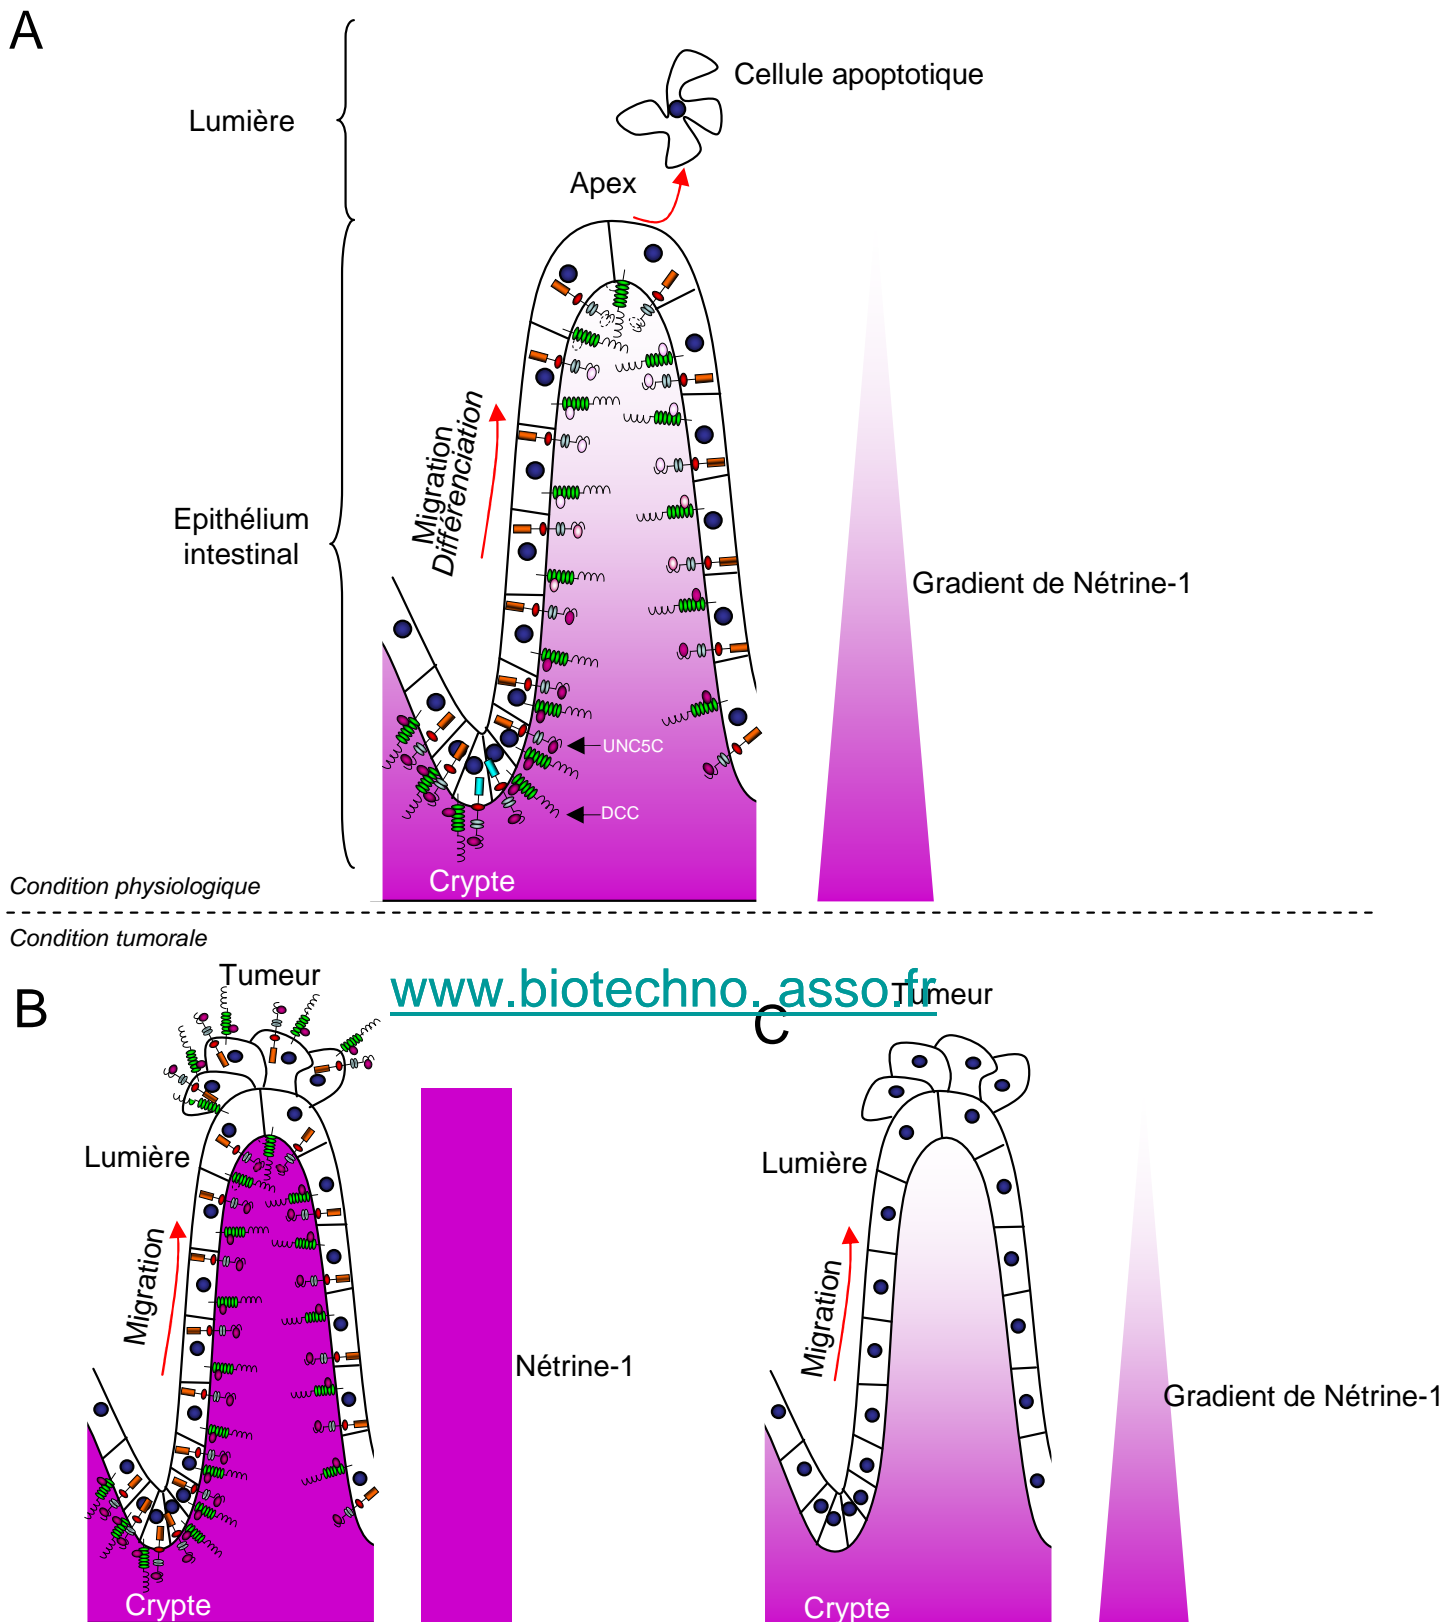 A
Cellule apoptotique
Lumière
Apex
Migration
Différenciation
Epithélium
intestinal
Gradient de Nétrine-1
UNC5C
DCC
Crypte
Condition physiologique
Condition tumorale
Tumeur
www.biotechno. asso.fr
Tumeur
B
C
Lumière
Lumière
Migration
Migration
Nétrine-1
Gradient de Nétrine-1
Crypte
Crypte